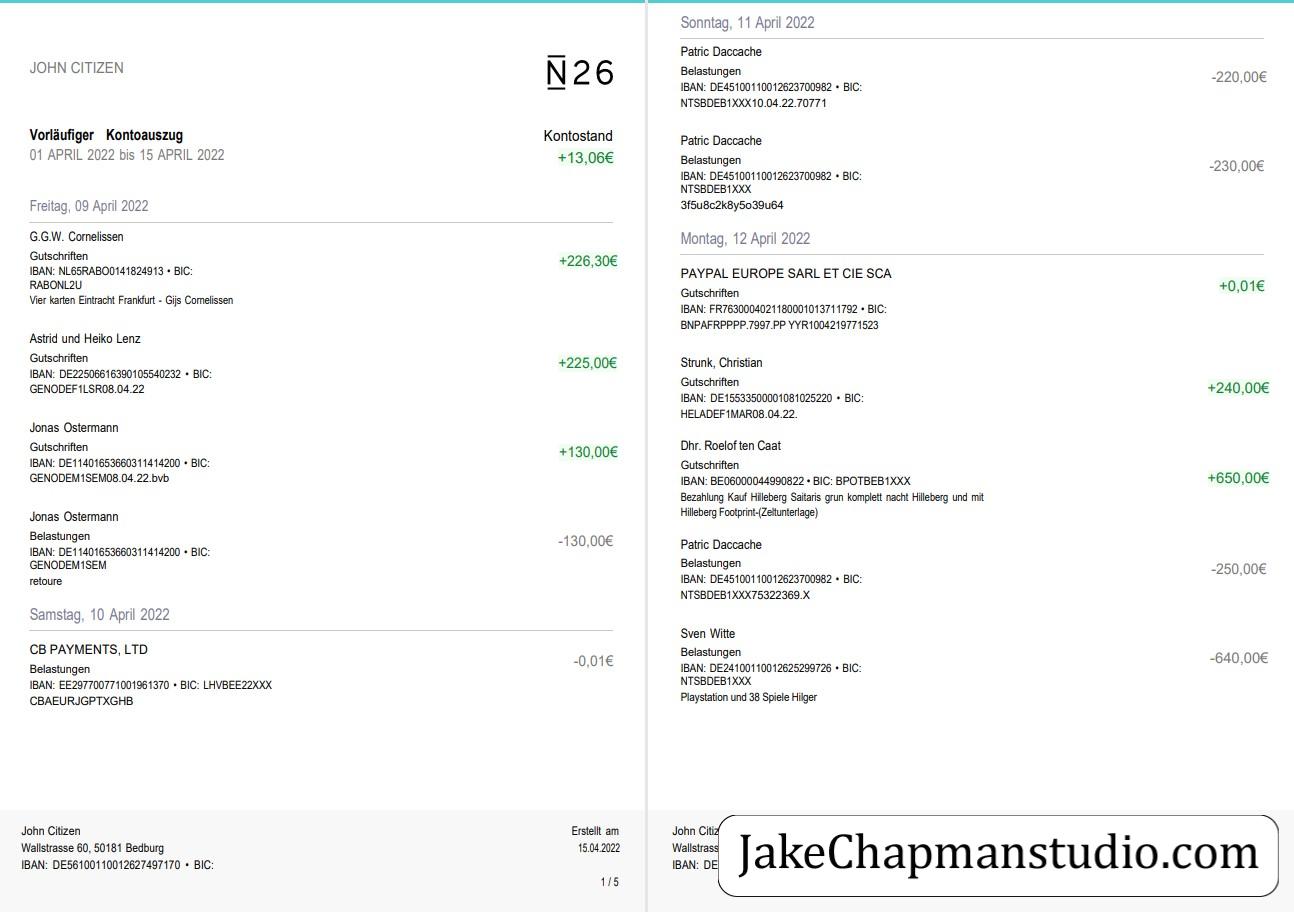 JOHN CITIZEN
N26
Vorläufiger Kontoauszug
Kontostand
01 APRIL 2022 bis 15 APRIL 2022
+13,06€
Freitag, 09 April 2022
G.G.W. Cornelissen
Gutschriften
+226,30€
IBAN: NL65RABO0141824913 • BIC:
RABONL2U
Vier karten Eintracht Frankfurt - Gijs Cornelissen
Astrid und Heiko Lenz
Gutschriften
+225,00€
IBAN: DE22506616390105540232 • BIC:
GENODEF1LSR08.04.22
Jonas Ostermann
Gutschriften
+130,00€
IBAN: DE11401653660311414200 • BIC:
GENODEM1SEM08.04.22.bvb
Jonas Ostermann
Belastungen
-130,00€
IBAN: DE11401653660311414200 • BIC:
GENODEM1SEM
retoure
Samstag, 10 April 2022
CB PAYMENTS, LTD
-0,01€
Belastungen
IBAN: EE297700771001961370 • BIC: LHVBEE22XXX
CBAEURJGPTXGHB
John Citizen
Erstellt am
Wallstrasse 60, 50181 Bedburg
15.04.2022
IBAN: DE56100110012627497170 • BIC:
1 / 5
Sonntag, 11 April 2022
Patric Daccache
Belastungen
-220,00€
IBAN: DE45100110012623700982 • BIC:
NTSBDEB1XXX10.04.22.70771
Patric Daccache
Belastungen
-230,00€
IBAN: DE45100110012623700982 • BIC:
NTSBDEB1XXX
3f5u8c2k8y5o39u64
Montag, 12 April 2022
PAYPAL EUROPE SARL ET CIE SCA
+0,01€
Gutschriften
IBAN: FR7630004021180001013711792 • BIC:
BNPAFRPPPP.7997.PP YYR1004219771523
Strunk, Christian
Gutschriften
+240,00€
IBAN: DE15533500001081025220 • BIC:
HELADEF1MAR08.04.22.
Dhr. Roelof ten Caat
Gutschriften
+650,00€
IBAN: BE06000044990822 • BIC: BPOTBEB1XXX
Bezahlung Kauf Hilleberg Saitaris grun komplett nacht Hilleberg und mit
Hilleberg Footprint-(Zeltunterlage)
Patric Daccache
Belastungen
-250,00€
IBAN: DE45100110012623700982 • BIC:
NTSBDEB1XXX75322369.X
Sven Witte
Belastungen
-640,00€
IBAN: DE24100110012625299726 • BIC:
NTSBDEB1XXX
Playstation und 38 Spiele Hilger
John Citiz
Wallstrass
IBAN: DE
JakeChapmanstudio.com